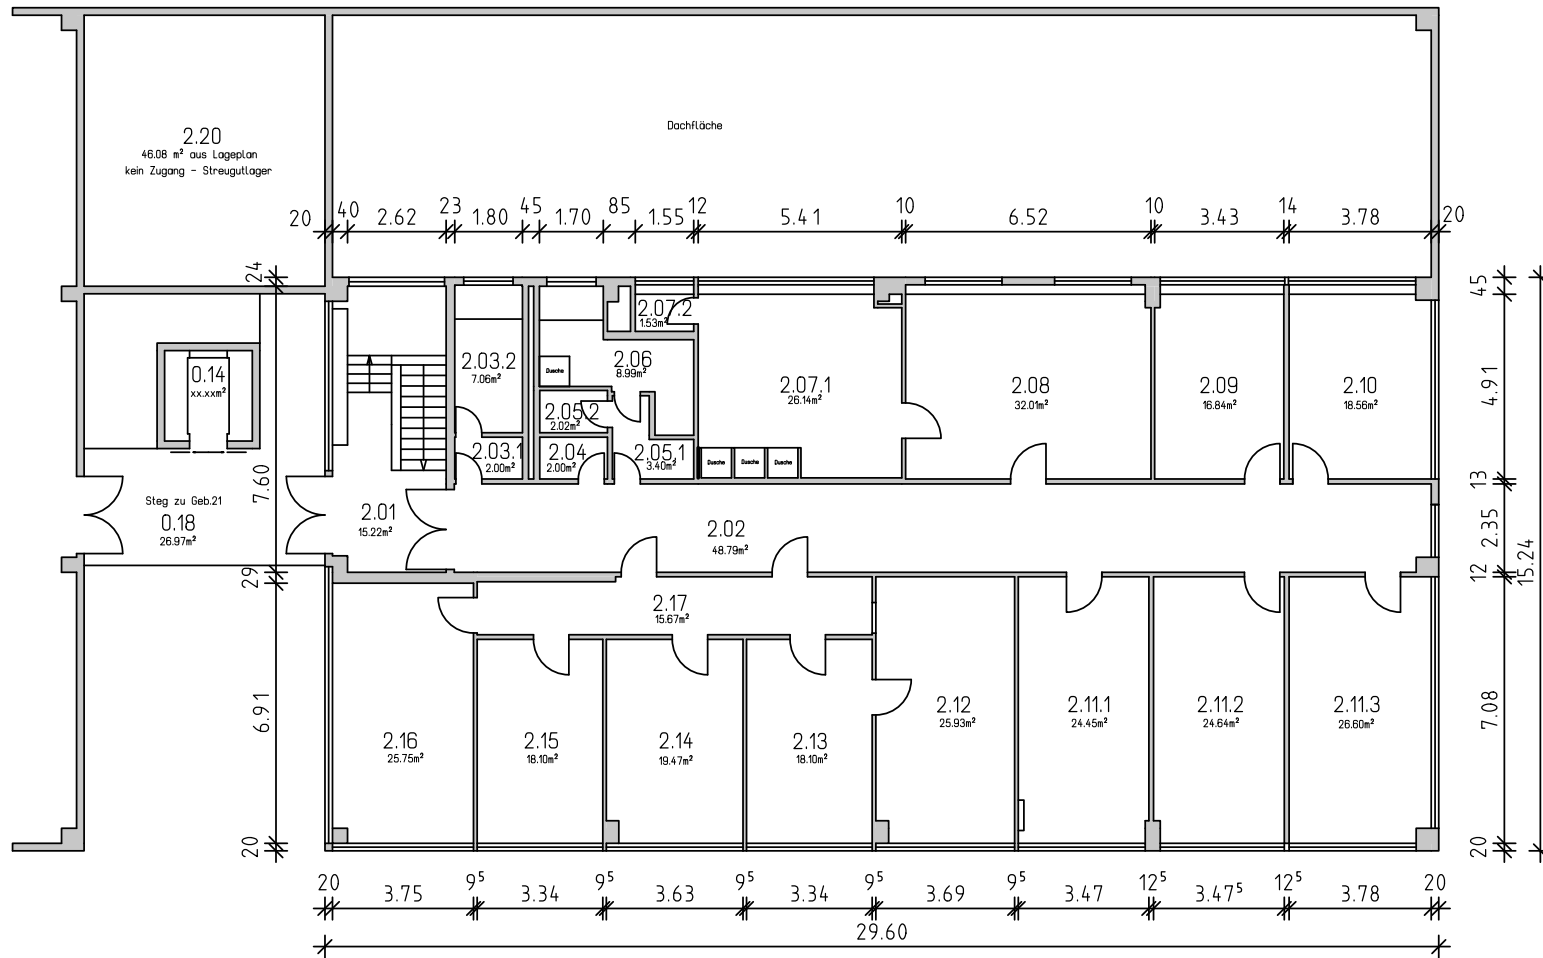 2.20
46.08 m² aus Lageplan
kein Zugang - Streugutlager
Dachfläche
20
40
2.62
23
1.80
45
1.70
85
1.55
12
5.41
10
6.52
10
3.43
14
3.78
20
24
7.60
29
6.91
20
45
4.91
13
2.35
12
7.08
20
15.24
0.14
xx.xxm²
Steg zu Geb.21
0.18
26.97m²
2.01
15.22m²
2.03.2
7.06m²
2.03.1
2.00m²
Dusche
2.06
8.99m²
2.05.2
2.02m²
2.04
2.00m²
2.05.1
3.40m²
2.07.2
1.53m²
2.07.1
26.14m²
Dusche
Dusche
Dusche
2.08
32.01m²
2.09
16.84m²
2.10
18.56m²
2.02
48.79m²
2.17
15.67m²
2.16
25.75m²
2.15
18.10m²
2.14
19.47m²
2.13
18.10m²
2.12
25.93m²
2.11.1
24.45m²
2.11.2
24.64m²
2.11.3
26.60m²
20
3.75
9⁵
3.34
9⁵
3.63
9⁵
3.34
9⁵
3.69
9⁵
3.47
12⁵
3.47⁵
12⁵
3.78
20
29.60